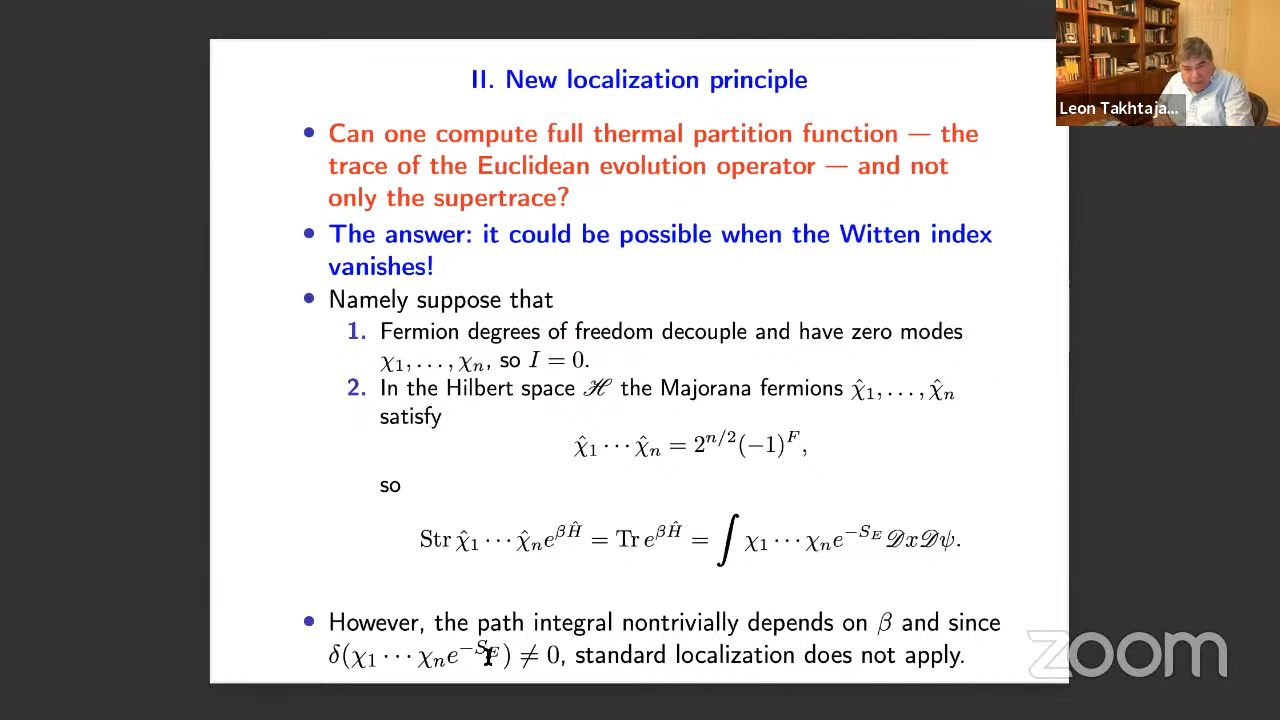 II. New localization principle
Leon Takhtaja...
• Can one compute full thermal partition function — the
trace of the Euclidean evolution operator — and not
only the supertrace?
• The answer: it could be possible when the Witten index
vanishes!
• Namely suppose that
1. Fermion degrees of freedom decouple and have zero modes
χ₁, . . . , χₙ, so I = 0.
2. In the Hilbert space ℋ the Majorana fermions χ̂₁, . . . , χ̂ₙ
satisfy
χ̂₁ · · · χ̂ₙ = 2^{n/2}(−1)^F,
so
Str χ̂₁ · · · χ̂ₙ e^{βĤ} = Tr e^{βĤ} = ∫ χ₁ · · · χₙ e^{−S_E} 𝒟x𝒟ψ.
• However, the path integral nontrivially depends on β and since
δ(χ₁ · · · χₙ e^{−S_E}) ≠ 0, standard localization does not apply.
zoom